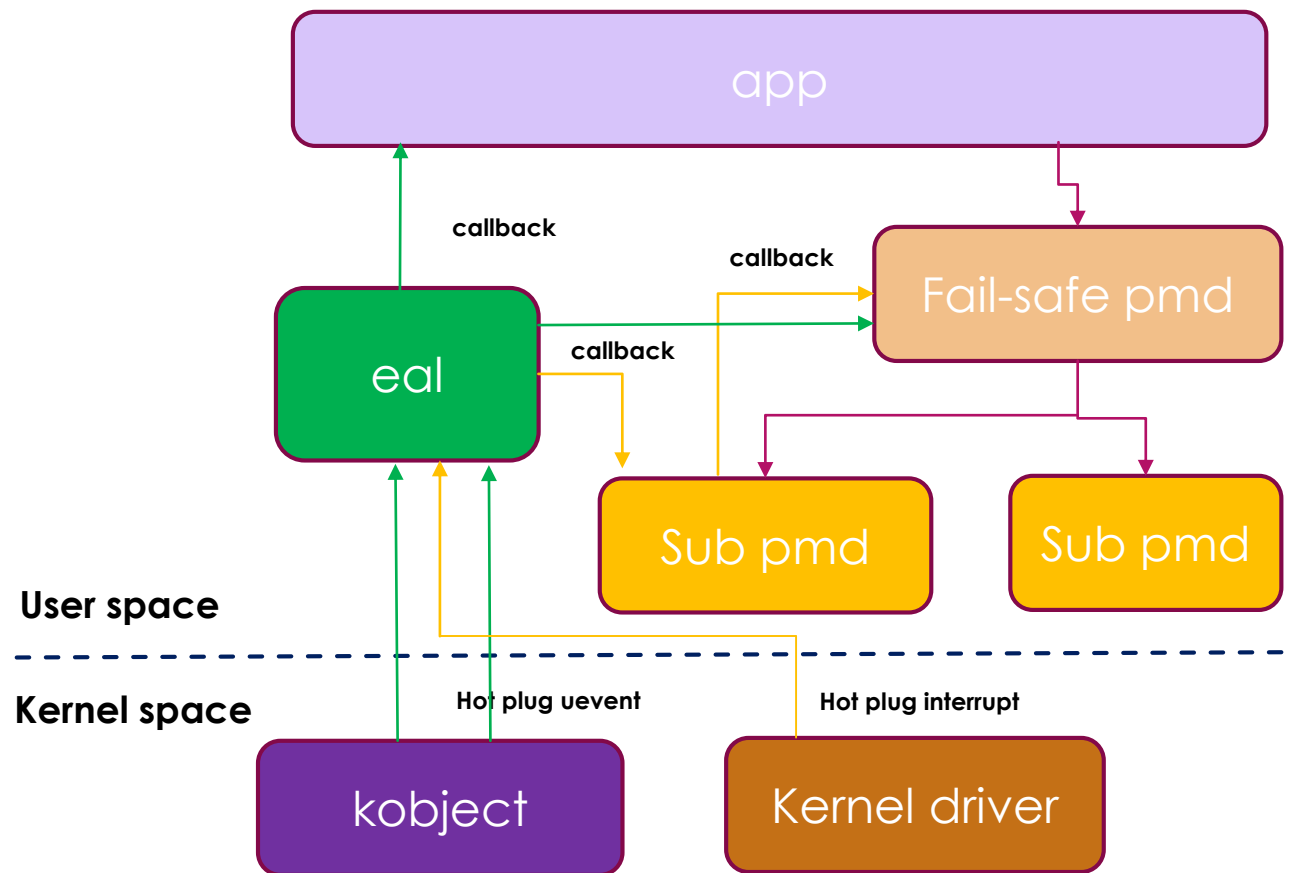 app
callback
callback
Fail-safe pmd
callback
eal
Sub pmd
Sub pmd
User space
Kernel space
Hot plug uevent
Hot plug interrupt
kobject
Kernel driver